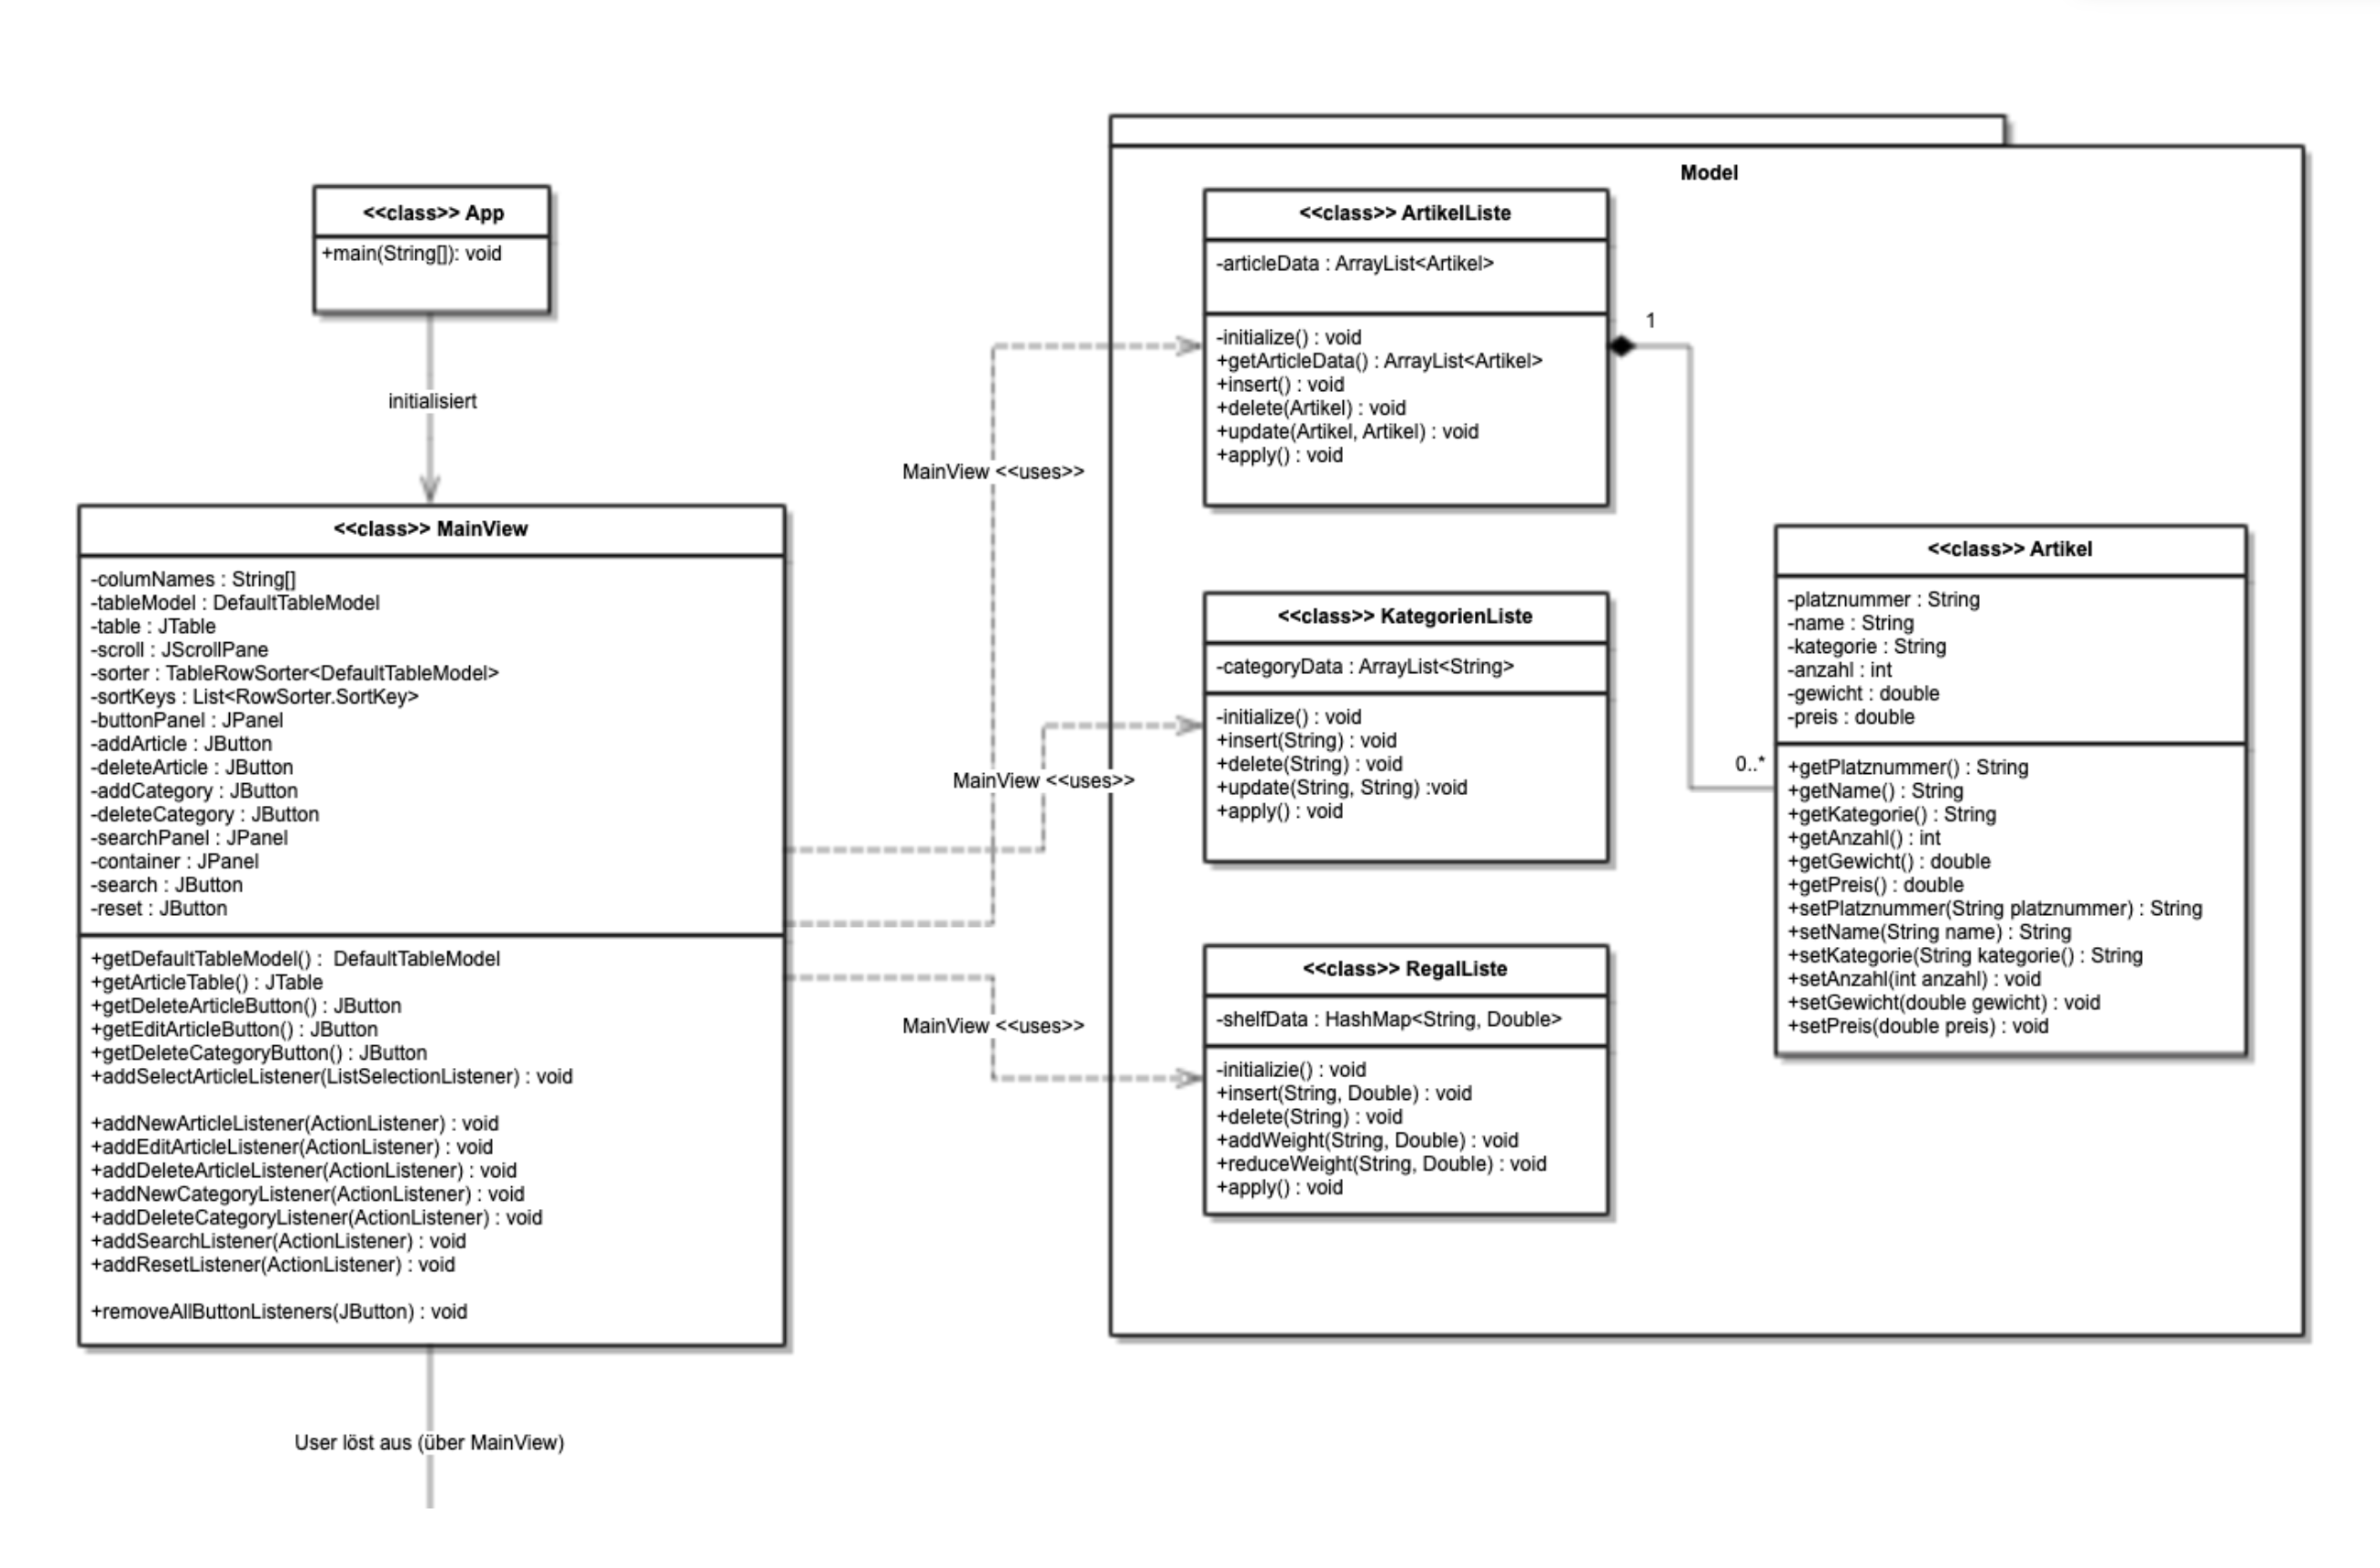 <<class>> App
+main(String[]): void
initialisiert
<<class>> MainView
-columNames : String[]
-tableModel : DefaultTableModel
-table : JTable
-scroll : JScrollPane
-sorter : TableRowSorter<DefaultTableModel>
-sortKeys : List<RowSorter.SortKey>
-buttonPanel : JPanel
-addArticle : JButton
-deleteArticle : JButton
-addCategory : JButton
-deleteCategory : JButton
-searchPanel : JPanel
-container : JPanel
-search : JButton
-reset : JButton
+getDefaultTableModel() : DefaultTableModel
+getArticleTable() : JTable
+getDeleteArticleButton() : JButton
+getEditArticleButton() : JButton
+getDeleteCategoryButton() : JButton
+addSelectArticleListener(ListSelectionListener) : void
+addNewArticleListener(ActionListener) : void
+addEditArticleListener(ActionListener) : void
+addDeleteArticleListener(ActionListener) : void
+addNewCategoryListener(ActionListener) : void
+addDeleteCategoryListener(ActionListener) : void
+addSearchListener(ActionListener) : void
+addResetListener(ActionListener) : void
+removeAllButtonListeners(JButton) : void
User löst aus (über MainView)
MainView <<uses>>
MainView <<uses>>
MainView <<uses>>
Model
<<class>> ArtikelListe
-articleData : ArrayList<Artikel>
-initialize() : void
+getArticleData() : ArrayList<Artikel>
+insert() : void
+delete(Artikel) : void
+update(Artikel, Artikel) : void
+apply() : void
1
<<class>> KategorienListe
-categoryData : ArrayList<String>
-initialize() : void
+insert(String) : void
+delete(String) : void
+update(String, String) :void
+apply() : void
<<class>> RegalListe
-shelfData : HashMap<String, Double>
-initializie() : void
+insert(String, Double) : void
+delete(String) : void
+addWeight(String, Double) : void
+reduceWeight(String, Double) : void
+apply() : void
0..*
<<class>> Artikel
-platznummer : String
-name : String
-kategorie : String
-anzahl : int
-gewicht : double
-preis : double
+getPlatznummer() : String
+getName() : String
+getKategorie() : String
+getAnzahl() : int
+getGewicht() : double
+getPreis() : double
+setPlatznummer(String platznummer) : String
+setName(String name) : String
+setKategorie(String kategorie() : String
+setAnzahl(int anzahl) : void
+setGewicht(double gewicht) : void
+setPreis(double preis) : void